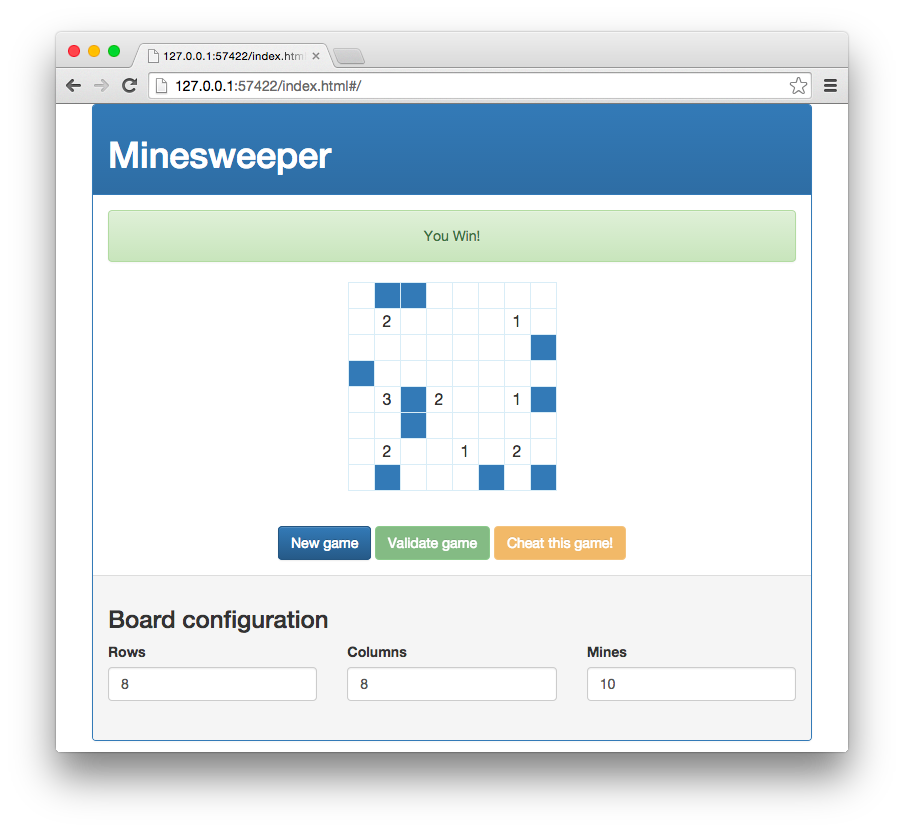 127.0.0.1:57422/index.htm
127.0.0.1:57422/index.html#/
Minesweeper
You Win!
2 1
3 2 1
2 1 2
New game Validate game Cheat this game!
Board configuration
Rows Columns Mines
8 8 10